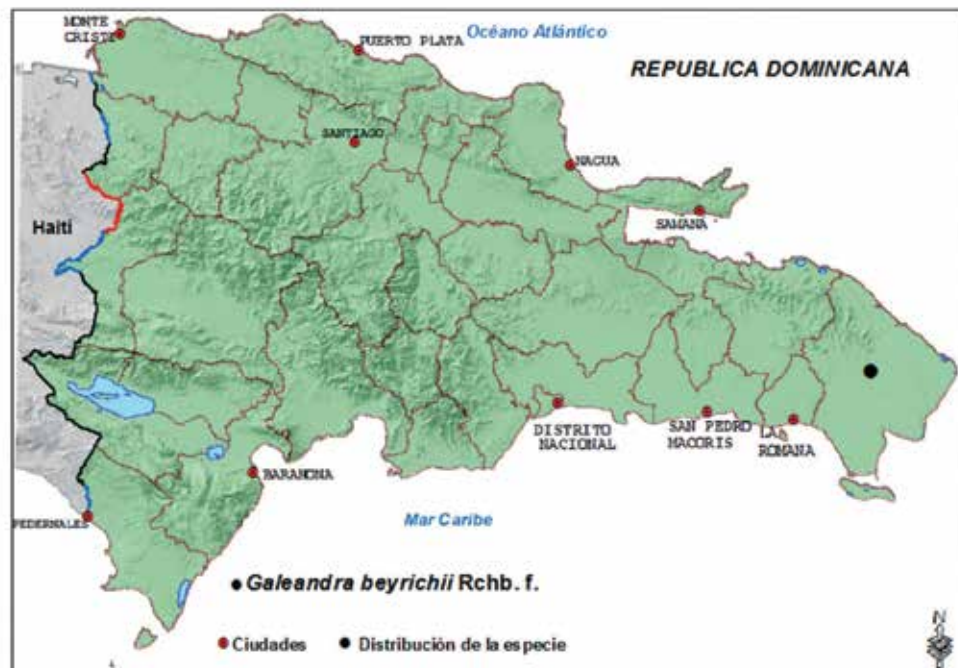 MONTE
CRISTI
PUERTO PLATA
Océano Atlántico
REPUBLICA DOMINICANA
SANTIAGO
NAGUA
SAMANA
Haití
DISTRITO
NACIONAL
SAN PEDRO
MACORIS
LA
ROMANA
BARAHONA
PEDERNALES
Mar Caribe
Galeandra beyrichii Rchb. f.
Ciudades
Distribución de la especie
N